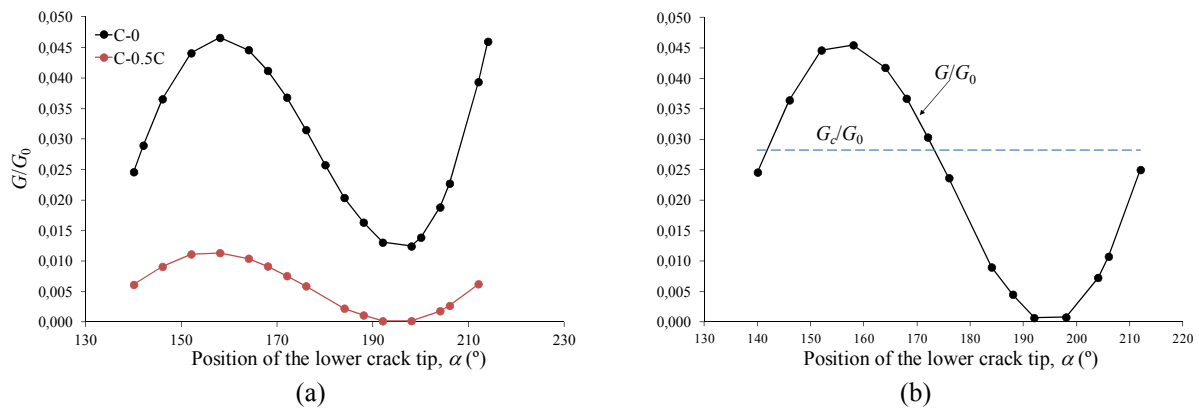 0,050
0,045
0,040
0,035
0,030
0,025
0,020
0,015
0,010
0,005
0,000
G/G0
C-0
C-0.5C
130 150 170 190 210 230
Position of the lower crack tip, α (º)
(a)
0,050
0,045
0,040
0,035
0,030
0,025
0,020
0,015
0,010
0,005
0,000
G/G0
Gc/G0
130 140 150 160 170 180 190 200 210 220
Position of the lower crack tip, α (º)
(b)